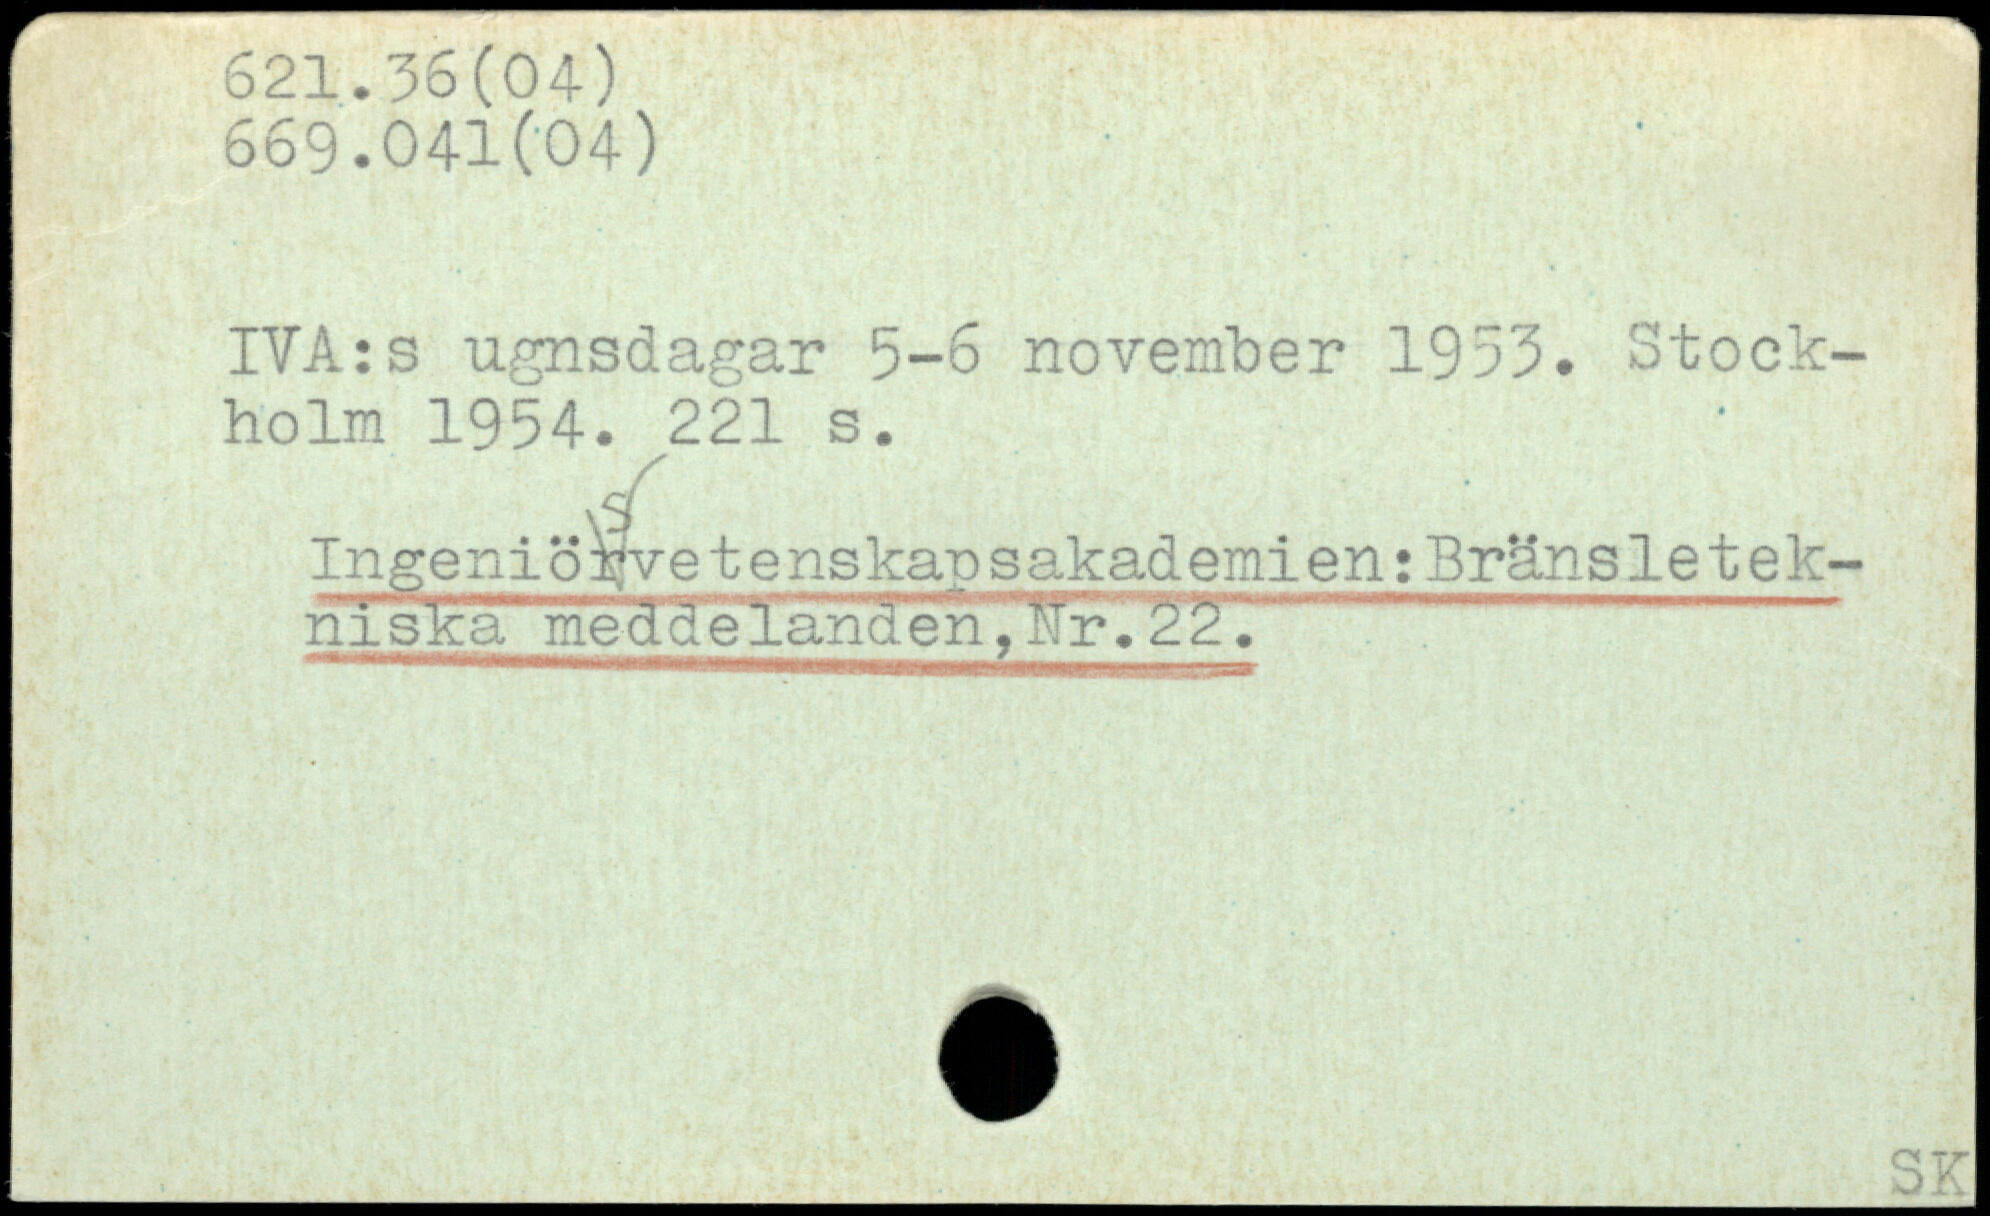 621.36(04)
669.041(04)
IVA:s ugnsdagar 5-6 november 1953. Stock-
holm 1954. 221 s.
s
Ingeniörvetenskapsakademien:Bränsletek-
niska meddelanden,Nr.22.
SK